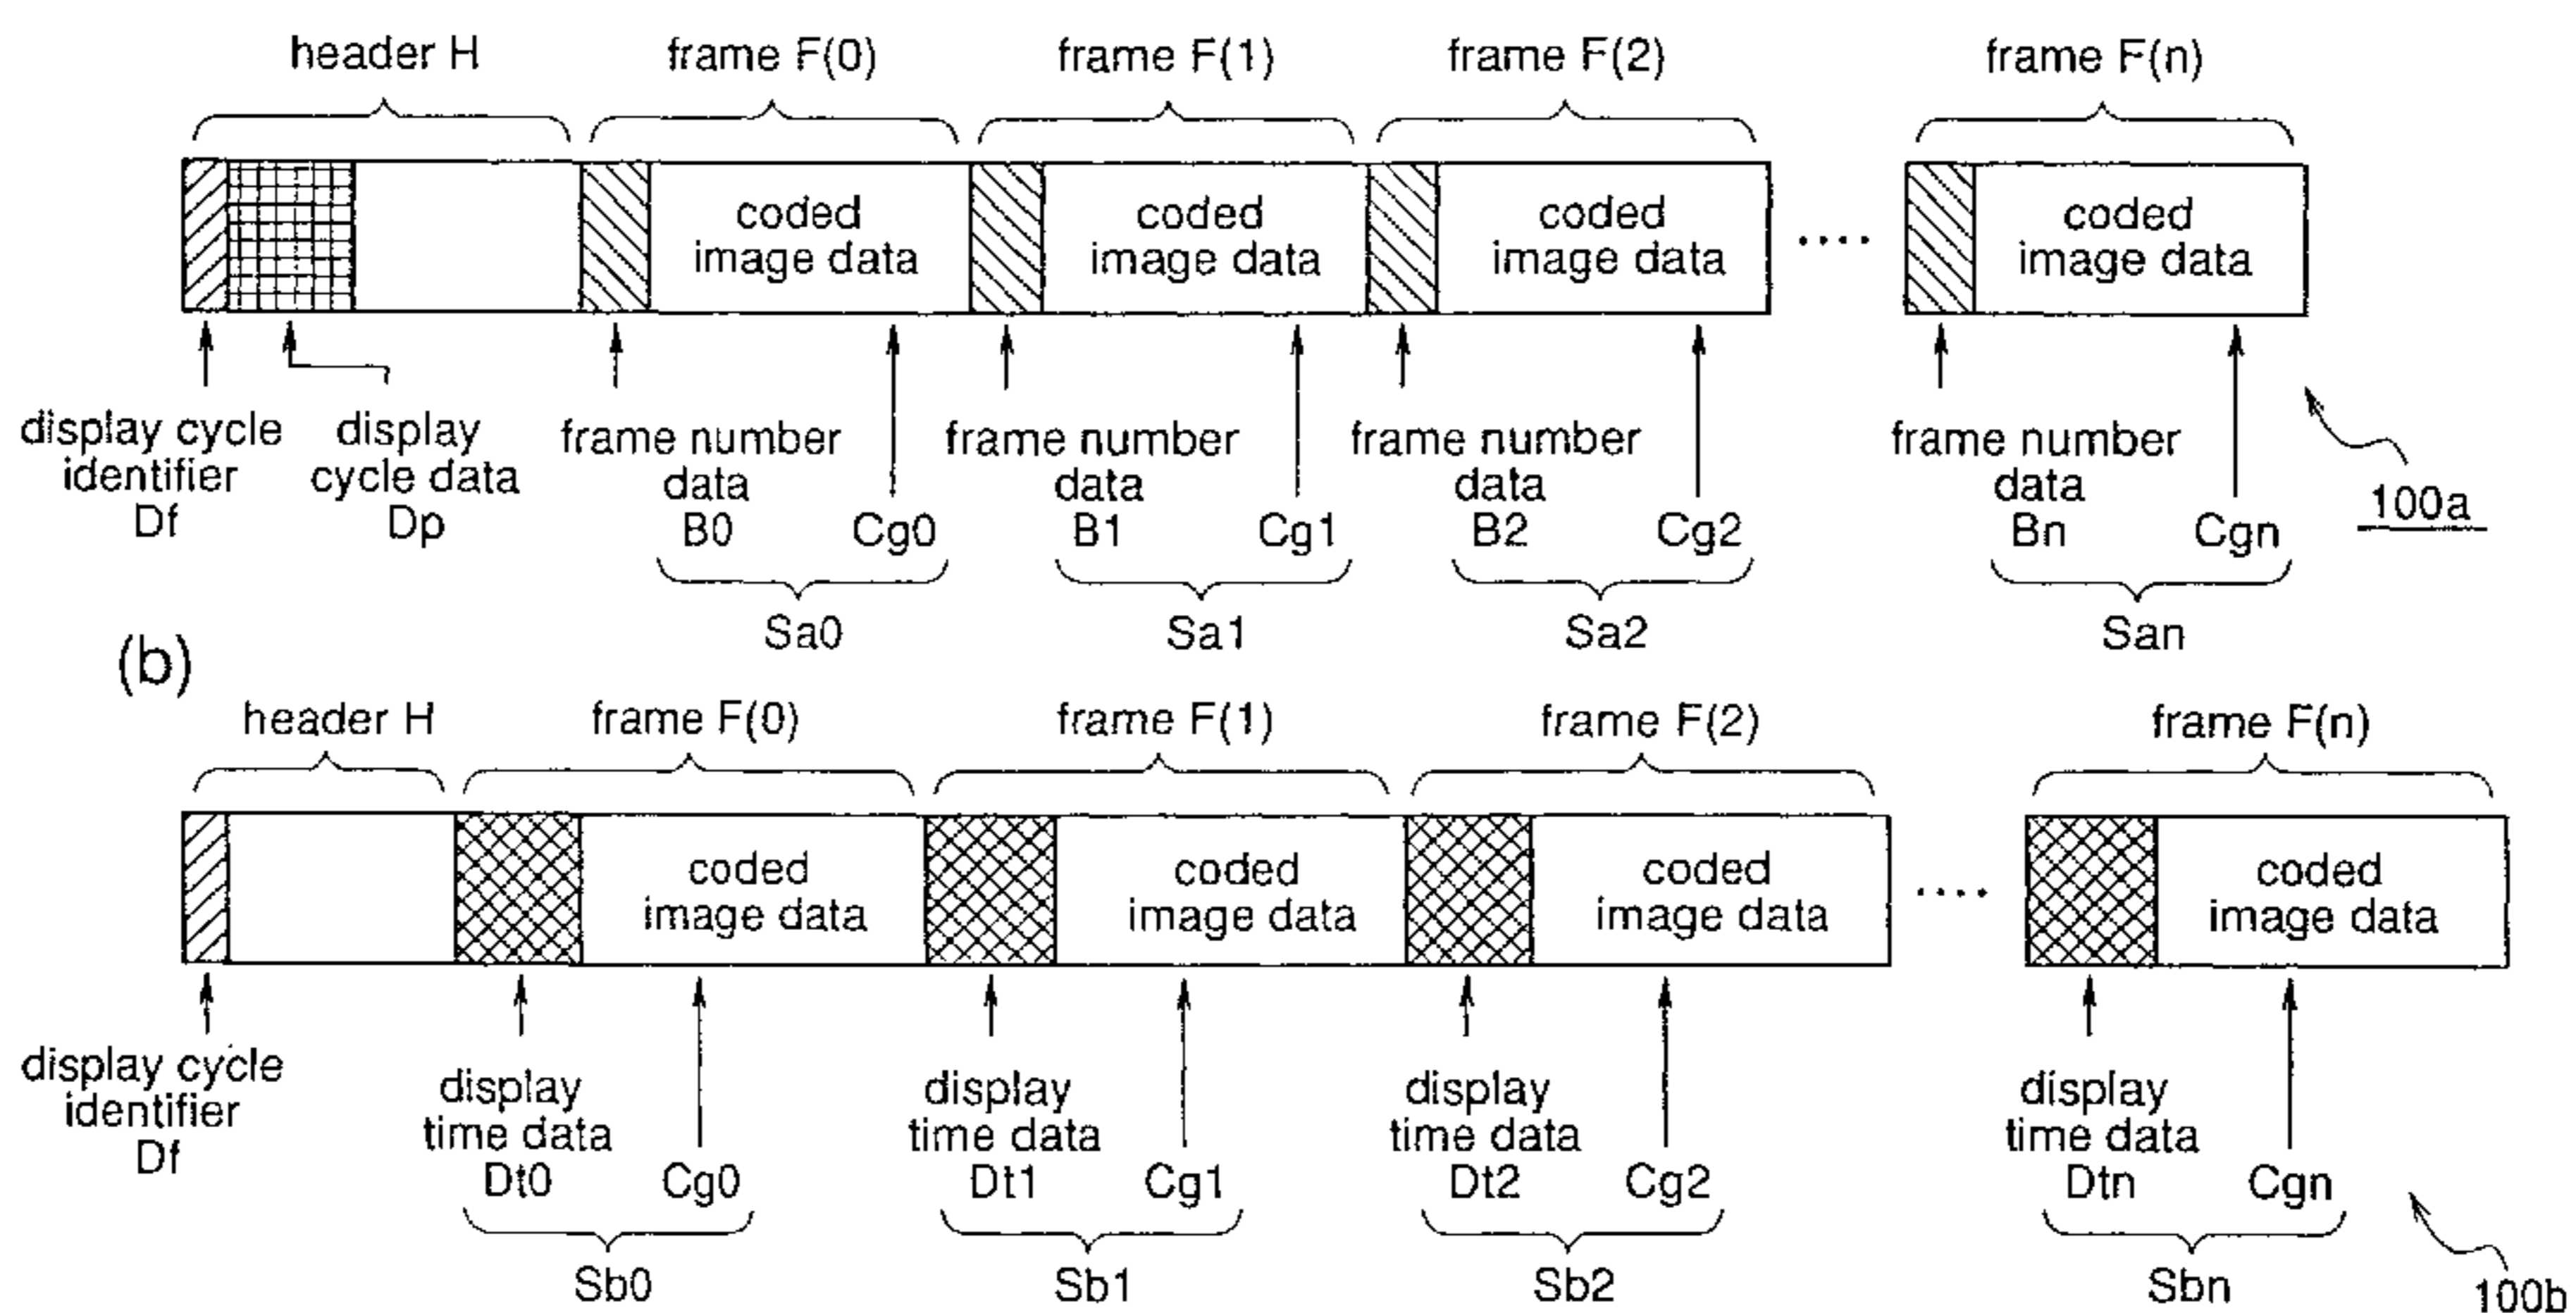 header H frame F(0) frame F(1) frame F(2) frame F(n)
coded image data coded image data coded image data .... coded image data
display cycle identifier Df
display cycle data Dp
frame number data B0
Cg0
frame number data B1
Cg1
frame number data B2
Cg2
frame number data Bn
Cgn
100a
Sa0 Sa1 Sa2 San
(b)
header H frame F(0) frame F(1) frame F(2) frame F(n)
coded image data coded image data coded image data .... coded image data
display cycle identifier Df
display time data Dt0
Cg0
display time data Dt1
Cg1
display time data Dt2
Cg2
display time data Dtn
Cgn
Sb0 Sb1 Sb2 Sbn
100b